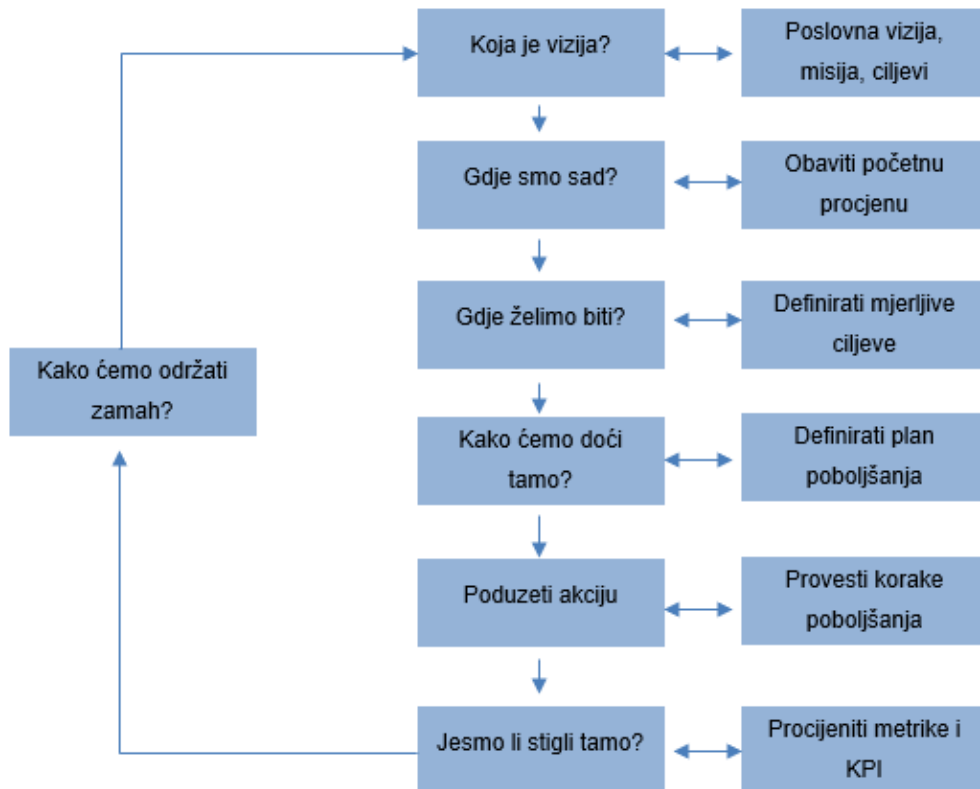 Koja je vizija?
Poslovna vizija,
misija, ciljevi
Gdje smo sad?
Obaviti početnu
procjenu
Gdje želimo biti?
Definirati mjerljive
ciljeve
Kako ćemo održati
zamah?
Kako ćemo doći
tamo?
Definirati plan
poboljšanja
Poduzeti akciju
Provesti korake
poboljšanja
Jesmo li stigli tamo?
Procijeniti metrike i
KPI